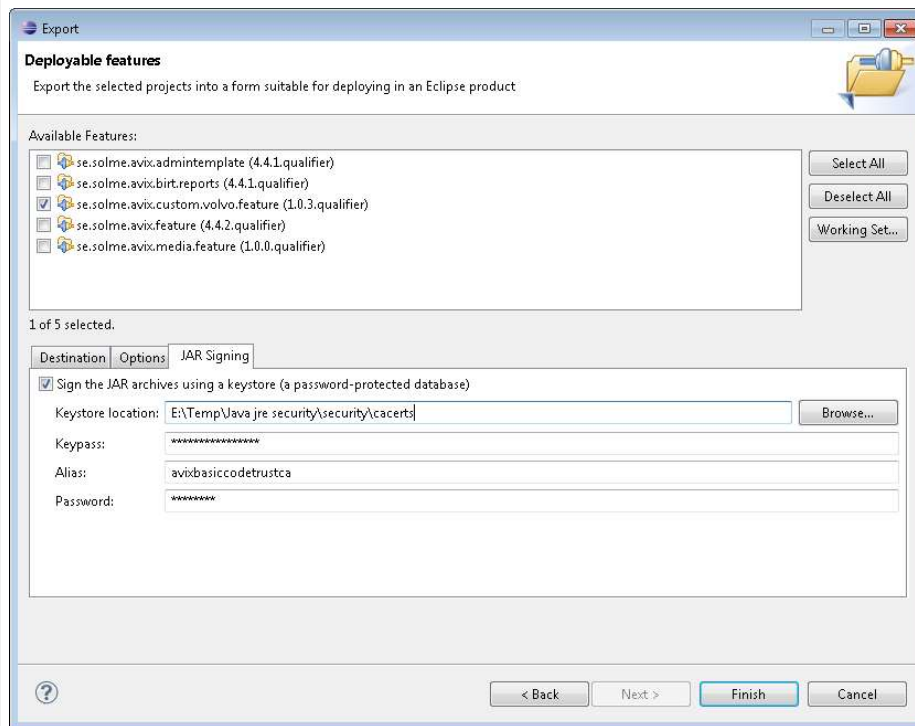 Export
Deployable features
Export the selected projects into a form suitable for deploying in an Eclipse product
Available Features:
se.solme.avix.admintemplate (4.4.1.qualifier)
se.solme.avix.birt.reports (4.4.1.qualifier)
se.solme.avix.custom.volvo.feature (1.0.3.qualifier)
se.solme.avix.feature (4.4.2.qualifier)
se.solme.avix.media.feature (1.0.0.qualifier)
Select All
Deselect All
Working Set...
1 of 5 selected.
Destination Options JAR Signing
Sign the JAR archives using a keystore (a password-protected database)
Keystore location: E:\Temp\Java jre security\security\cacerts Browse...
Keypass: ****************
Alias: avixbasiccodetrustca
Password: ********
? < Back Next > Finish Cancel